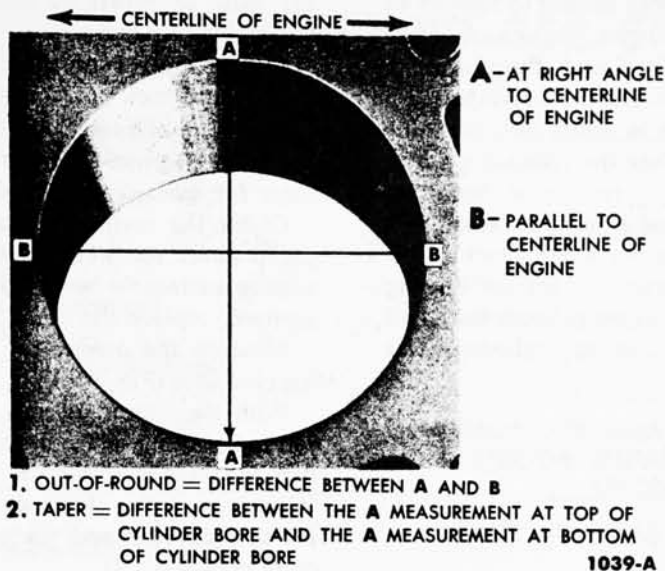 CENTERLINE OF ENGINE
A
A-AT RIGHT ANGLE
TO CENTERLINE
OF ENGINE
B- PARALLEL TO
CENTERLINE OF
ENGINE
B
B
A
1. OUT-OF-ROUND = DIFFERENCE BETWEEN A AND B
2. TAPER = DIFFERENCE BETWEEN THE A MEASUREMENT AT TOP OF
CYLINDER BORE AND THE A MEASUREMENT AT BOTTOM
OF CYLINDER BORE
1039-A